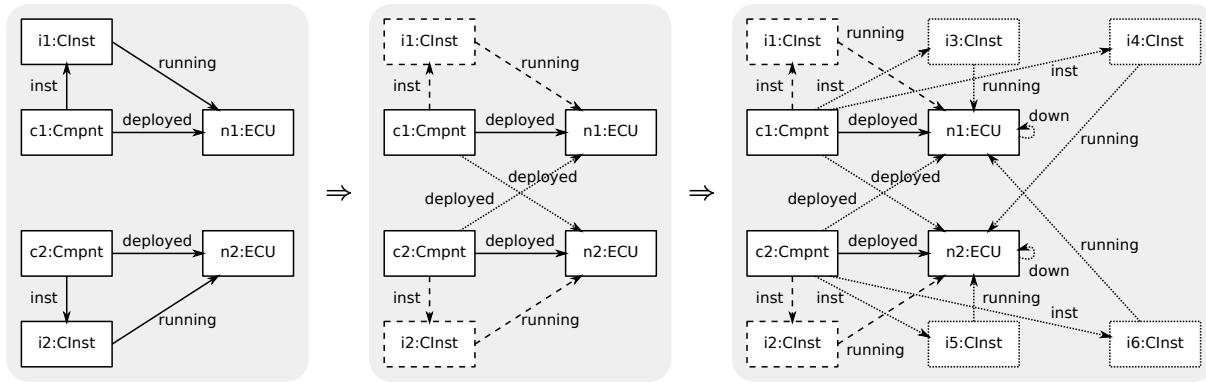 i1:CInst
running
inst
deployed
c1:Cmpnt
n1:ECU
deployed
c2:Cmpnt
n2:ECU
inst
running
i2:CInst
⇒
i1:CInst
running
inst
deployed
c1:Cmpnt
n1:ECU
deployed
deployed
deployed
c2:Cmpnt
n2:ECU
inst
running
i2:CInst
⇒
i1:CInst
running
i3:CInst
i4:CInst
inst
inst
running
inst
deployed
down
c1:Cmpnt
n1:ECU
running
deployed
deployed
deployed
running
c2:Cmpnt
n2:ECU
down
inst
inst
running
inst
running
i2:CInst
i5:CInst
i6:CInst